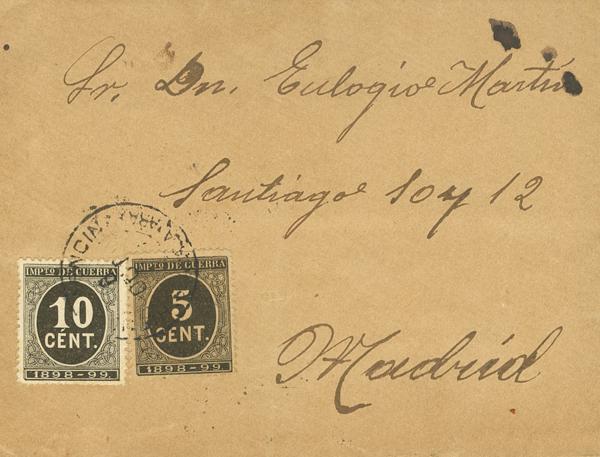 Sr. Dn. Eulogio Martín
Santiago 10 y 12
Madrid
IMPTO DE GUERRA
10
CÉNT.
1898-99.
IMPTO DE GUERRA
5
CENT.
1898-99.